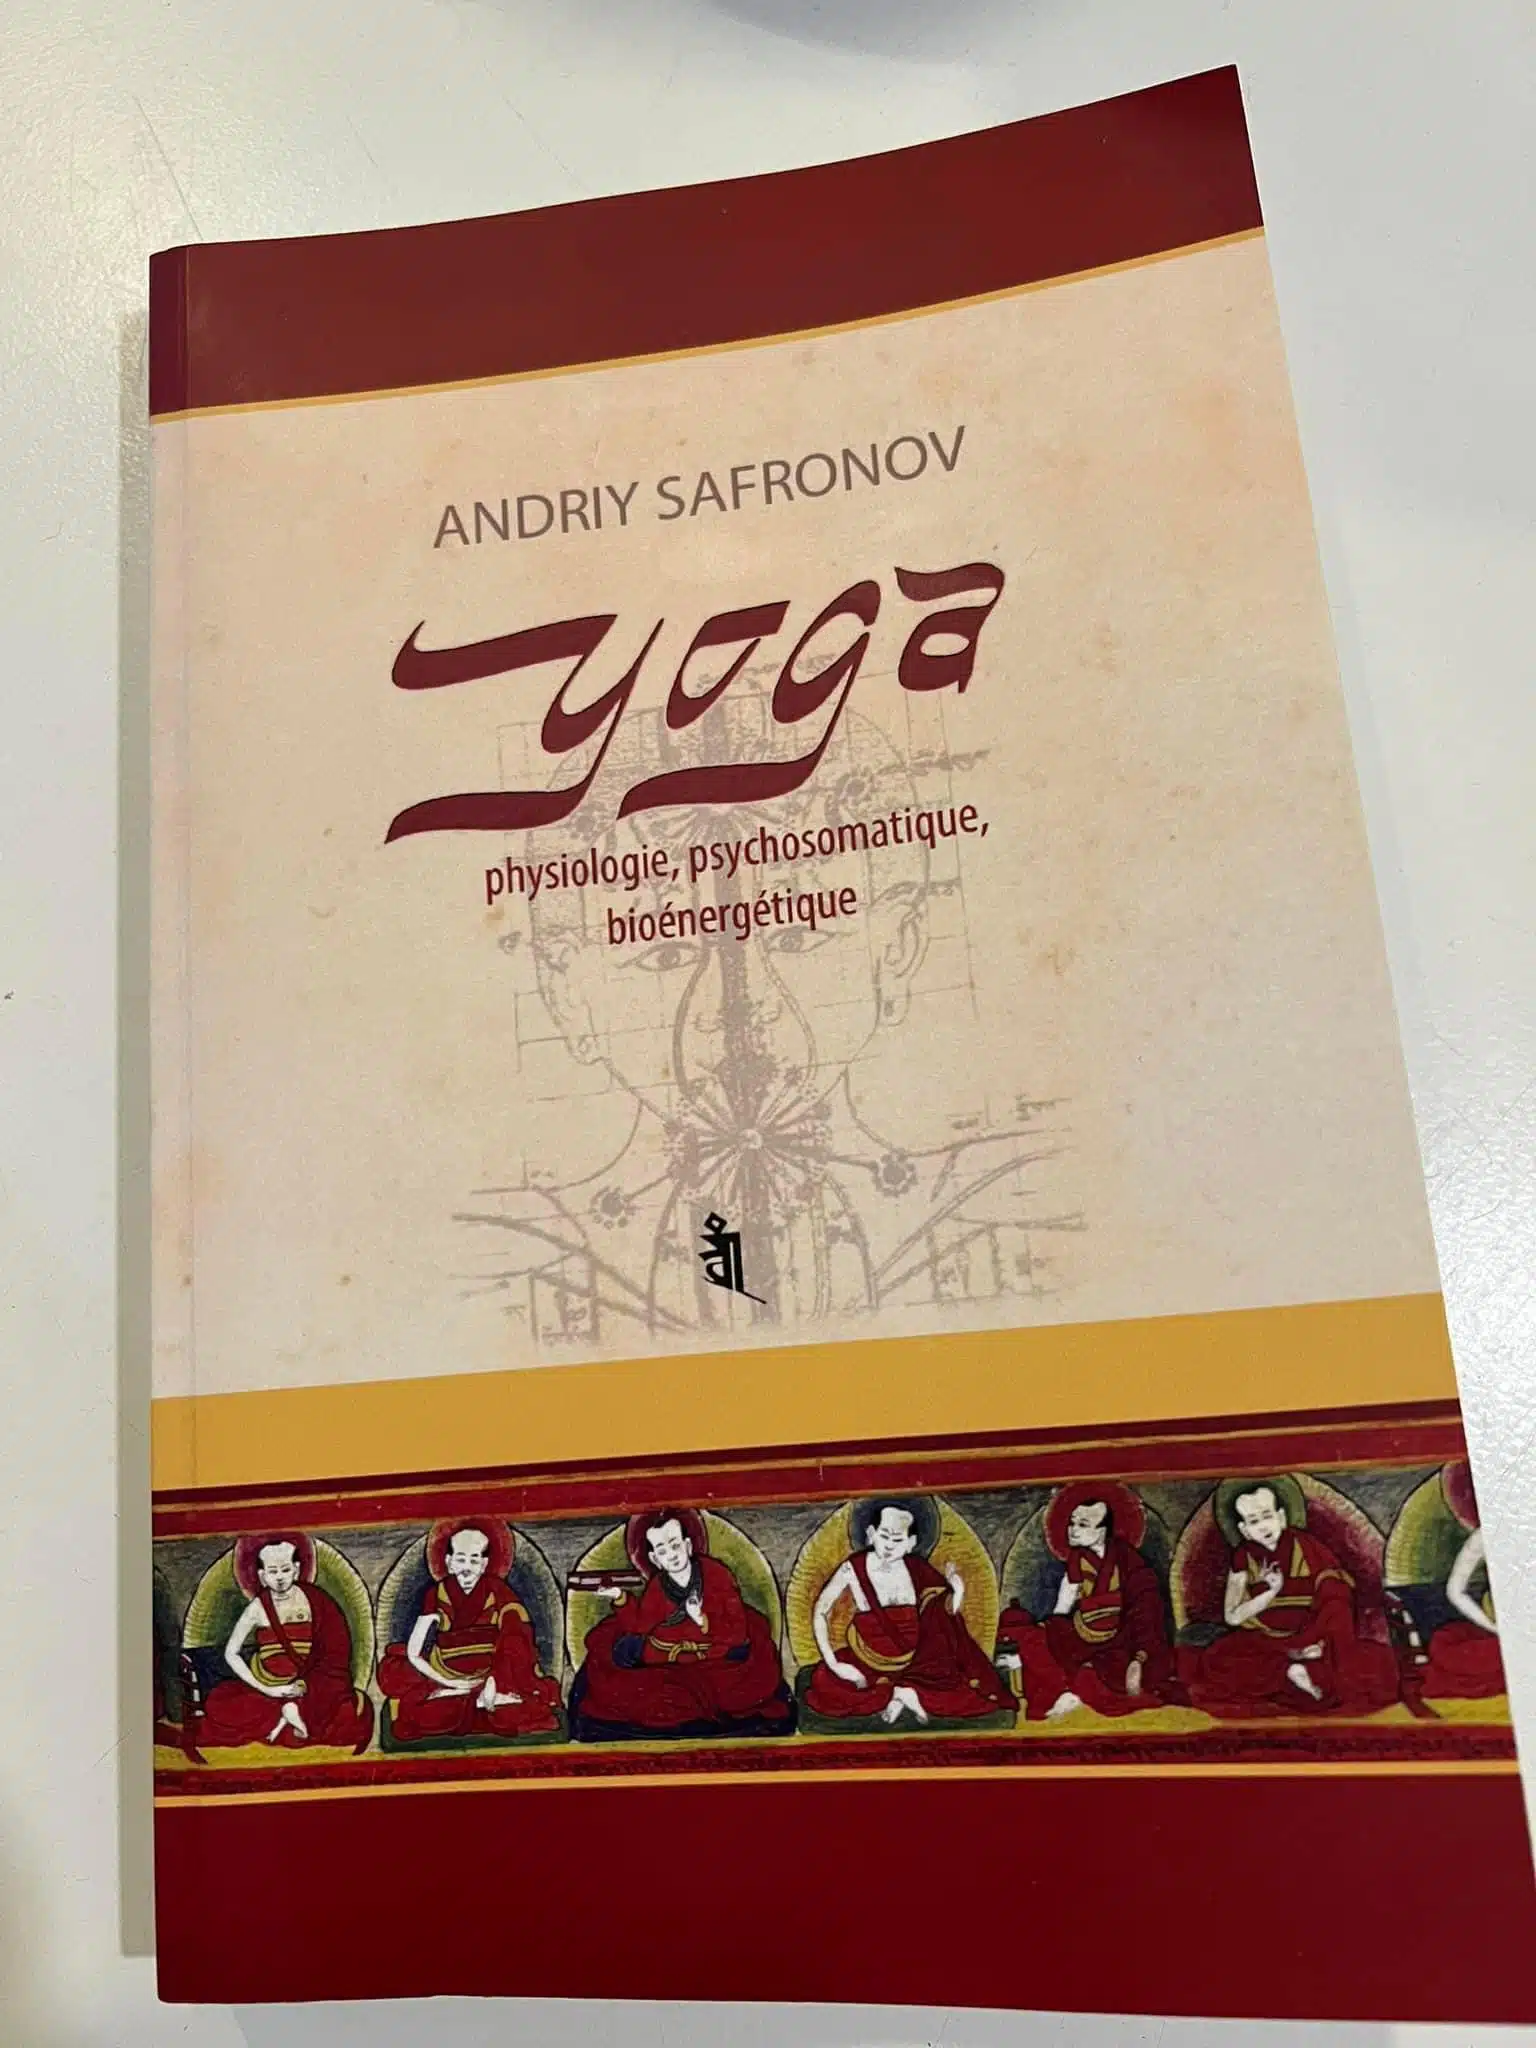 ANDRIY SAFRONOV
yoga
physiologie, psychosomatique,
bioénergétique